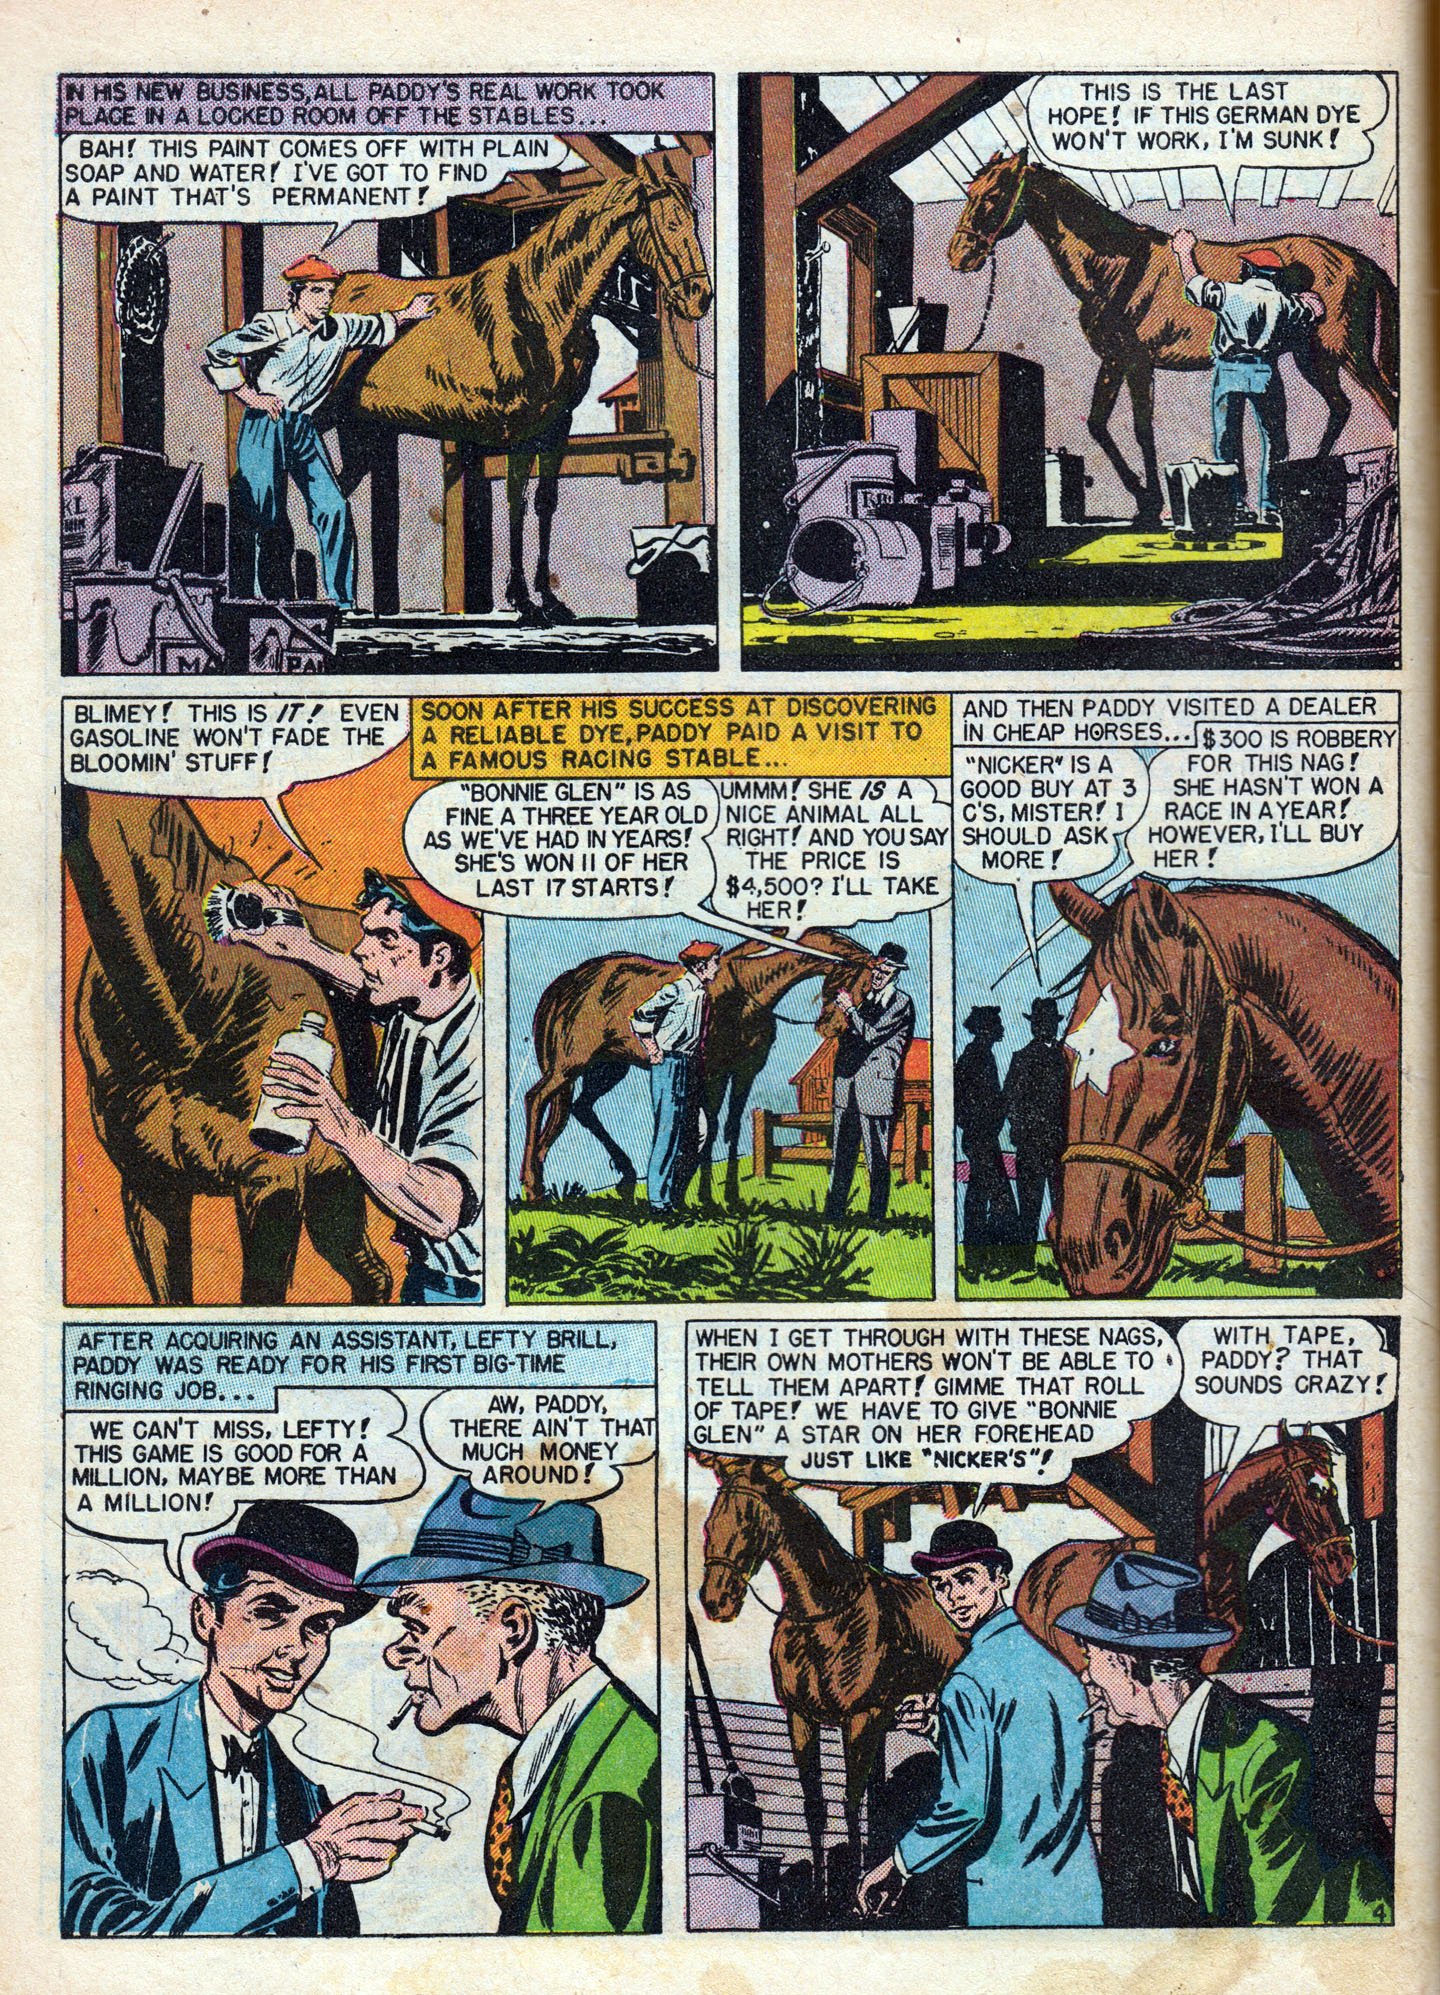 IN HIS NEW BUSINESS, ALL PADDY'S REAL WORK TOOK
PLACE IN A LOCKED ROOM OFF THE STABLES...
BAH! THIS PAINT COMES OFF WITH PLAIN
SOAP AND WATER! I'VE GOT TO FIND
A PAINT THAT'S PERMANENT!
THIS IS THE LAST
HOPE! IF THIS GERMAN DYE
WON'T WORK, I'M SUNK!
BLIMEY! THIS IS IT! EVEN
GASOLINE WON'T FADE THE
BLOOMIN' STUFF!
SOON AFTER HIS SUCCESS AT DISCOVERING
A RELIABLE DYE, PADDY PAID A VISIT TO
A FAMOUS RACING STABLE...
"BONNIE GLEN" IS AS
FINE A THREE YEAR OLD
AS WE'VE HAD IN YEARS!
SHE'S WON 11 OF HER
LAST 17 STARTS!
UMMM! SHE IS A
NICE ANIMAL ALL
RIGHT! AND YOU SAY
THE PRICE IS
$4,500? I'LL TAKE
HER!
AND THEN PADDY VISITED A DEALER
IN CHEAP HORSES...
"NICKER" IS A
GOOD BUY AT 3
C'S, MISTER! I
SHOULD ASK
MORE!
$300 IS ROBBERY
FOR THIS NAG!
SHE HASN'T WON A
RACE IN A YEAR!
HOWEVER, I'LL BUY
HER!
AFTER ACQUIRING AN ASSISTANT, LEFTY BRILL,
PADDY WAS READY FOR HIS FIRST BIG-TIME
RINGING JOB...
WE CAN'T MISS, LEFTY!
THIS GAME IS GOOD FOR A
MILLION, MAYBE MORE THAN
A MILLION!
AW, PADDY,
THERE AIN'T THAT
MUCH MONEY
AROUND!
WHEN I GET THROUGH WITH THESE NAGS,
THEIR OWN MOTHERS WON'T BE ABLE TO
TELL THEM APART! GIMME THAT ROLL
OF TAPE! WE HAVE TO GIVE "BONNIE
GLEN" A STAR ON HER FOREHEAD
JUST LIKE "NICKER'S"!
WITH TAPE,
PADDY? THAT
SOUNDS CRAZY!
4